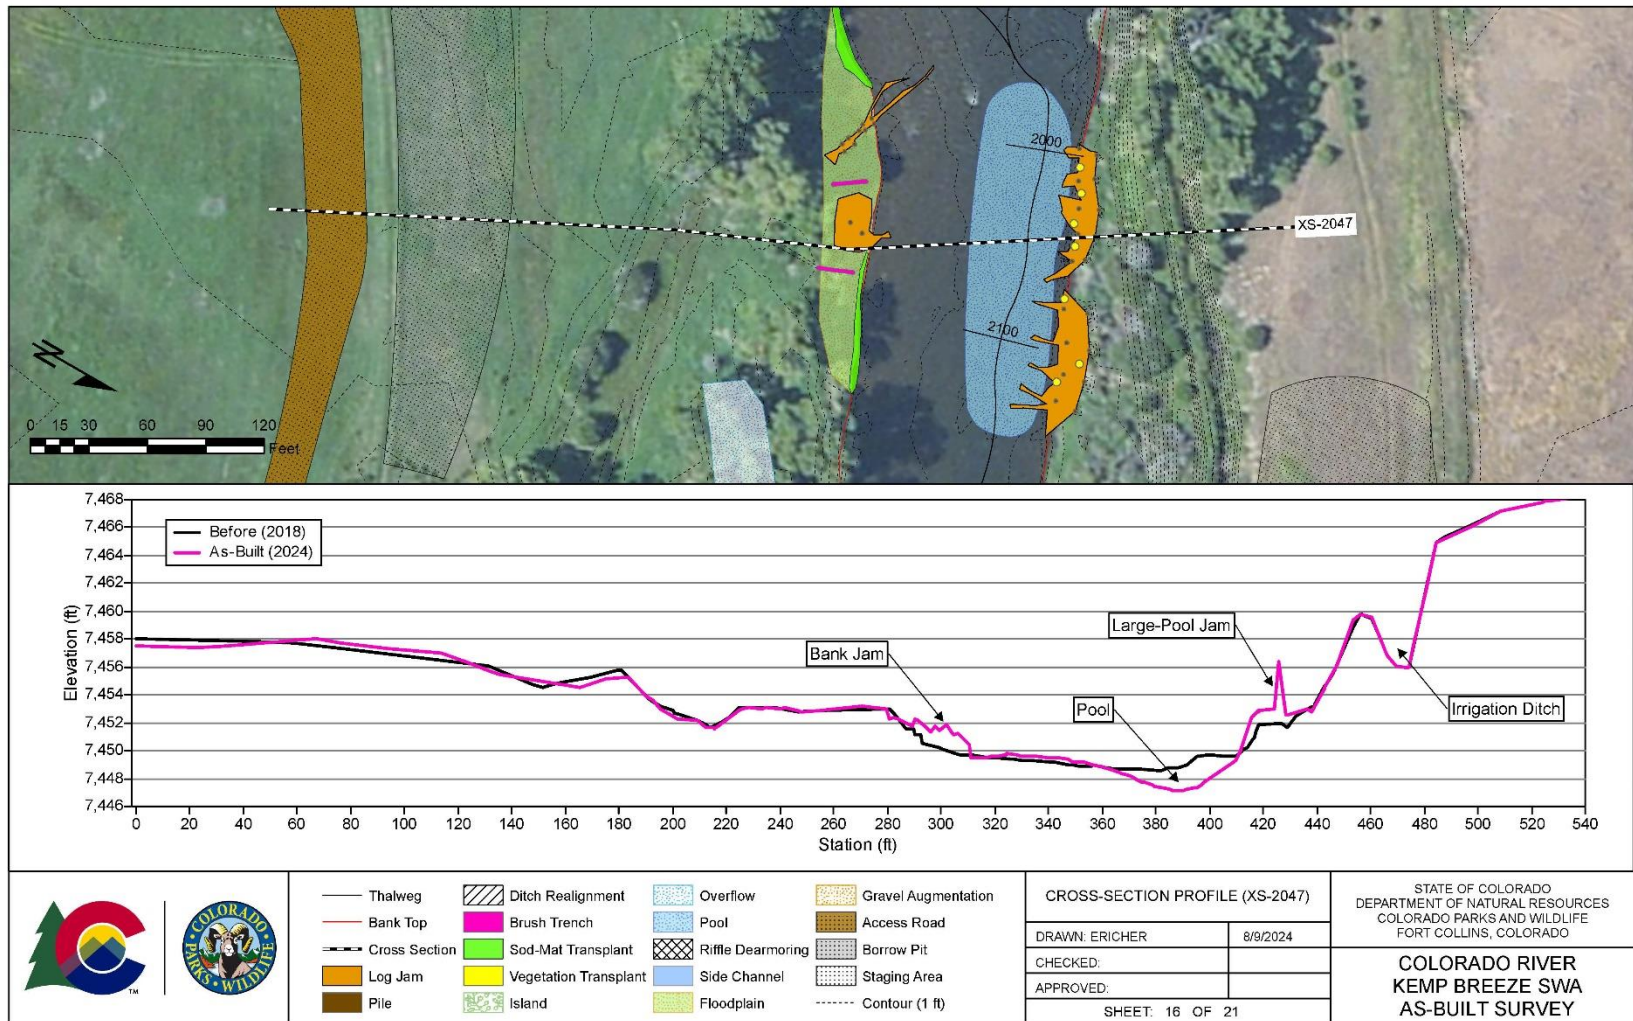 2000
XS-2047
2100
N
0 15 30 60 90 120
Feet
7,468
7,466
7,464
7,462
7,460
7,458
7,456
7,454
7,452
7,450
7,448
7,446
Elevation (ft)
Before (2018)
As-Built (2024)
Bank Jam
Large-Pool Jam
Pool
Irrigation Ditch
0 20 40 60 80 100 120 140 160 180 200 220 240 260 280 300 320 340 360 380 400 420 440 460 480 500 520 540
Station (ft)
TM
COLORADO
PARKS • WILDLIFE
Thalweg
Bank Top
Cross Section
Log Jam
Pile
Ditch Realignment
Brush Trench
Sod-Mat Transplant
Vegetation Transplant
Island
Overflow
Pool
Riffle Dearmoring
Side Channel
Floodplain
Gravel Augmentation
Access Road
Borrow Pit
Staging Area
Contour (1 ft)
CROSS-SECTION PROFILE (XS-2047)
DRAWN: ERICHER 8/9/2024
CHECKED:
APPROVED:
SHEET: 16 OF 21
STATE OF COLORADO
DEPARTMENT OF NATURAL RESOURCES
COLORADO PARKS AND WILDLIFE
FORT COLLINS, COLORADO
COLORADO RIVER
KEMP BREEZE SWA
AS-BUILT SURVEY